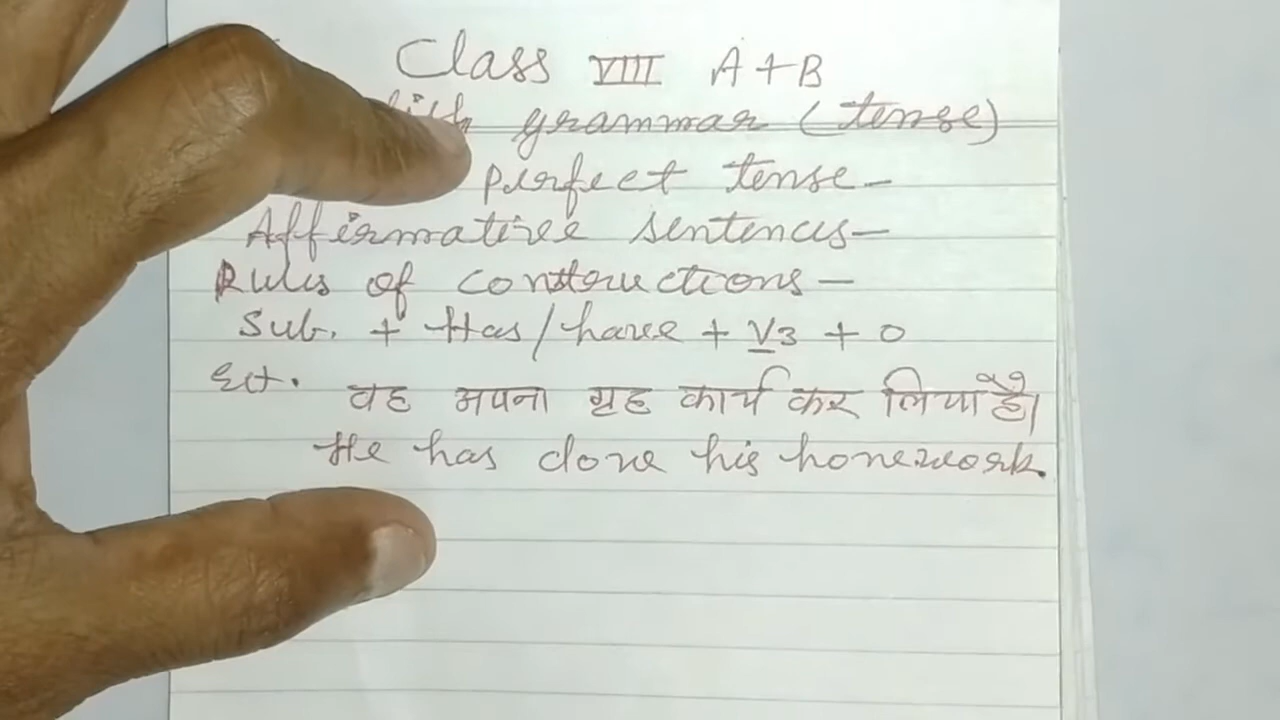 Class VIII A+B
grammar (tense)
perfect tense-
Affirmative sentences-
Rules of constructions-
Sub. + Has/have + V3 + O
Ext. वह अपना गृह कार्य कर लिया है।
He has done his homework.